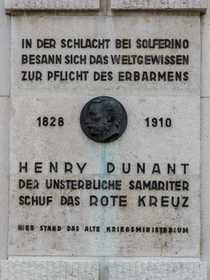 IN DER SCHLACHT BEI SOLFERINO
BESANN SICH DAS WELTGEWISSEN
ZUR PFLICHT DES ERBARMENS
1828 1910
HENRY DUNANT
DER UNSTERBLICHE SAMARITER
SCHUF DAS ROTE KREUZ
HIER STAND DAS ALTE KRIEGSMINISTERIUM